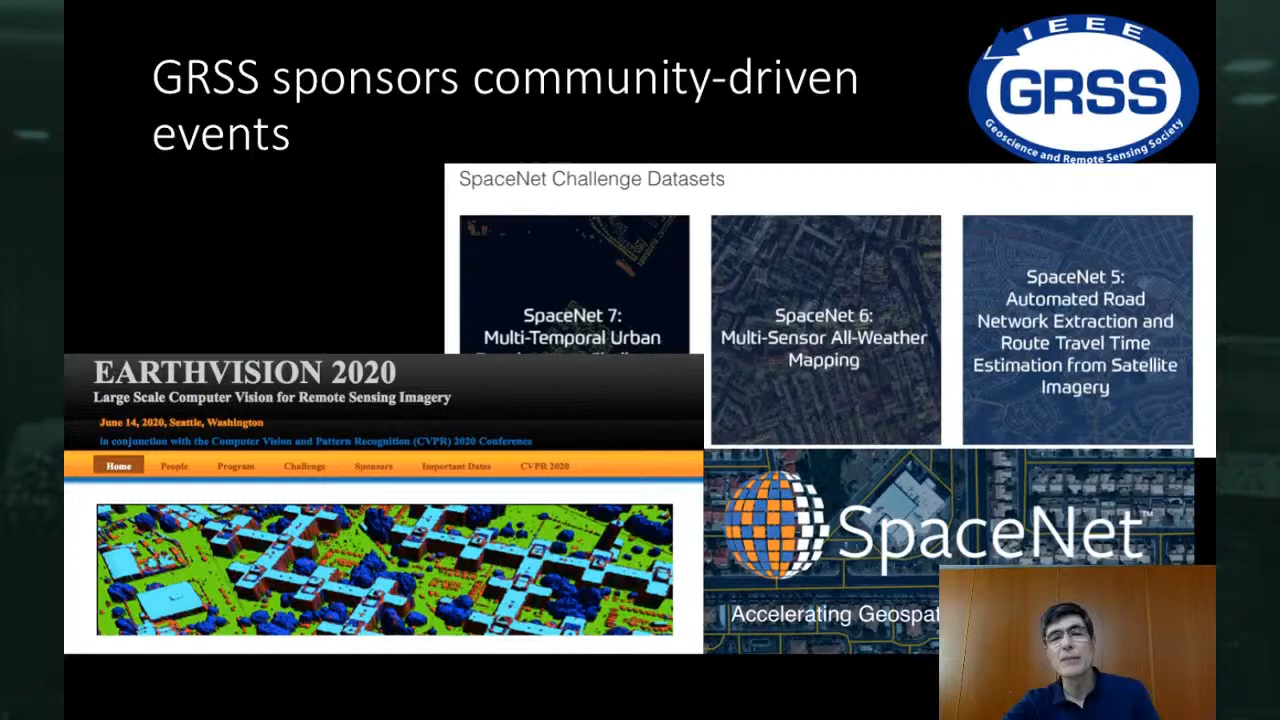 GRSS sponsors community-driven
events
IEEE
GRSS
Geoscience and Remote Sensing Society
SpaceNet Challenge Datasets
SpaceNet 7:
Multi-Temporal Urban
SpaceNet 6:
Multi-Sensor All-Weather
Mapping
SpaceNet 5:
Automated Road
Network Extraction and
Route Travel Time
Estimation from Satellite
Imagery
EARTHVISION 2020
Large Scale Computer Vision for Remote Sensing Imagery
June 14, 2020, Seattle, Washington
in conjunction with the Computer Vision and Pattern Recognition (CVPR) 2020 Conference
Home People Program Challenge Sponsors Important Dates CVPR 2020
SpaceNet™
Accelerating Geospat